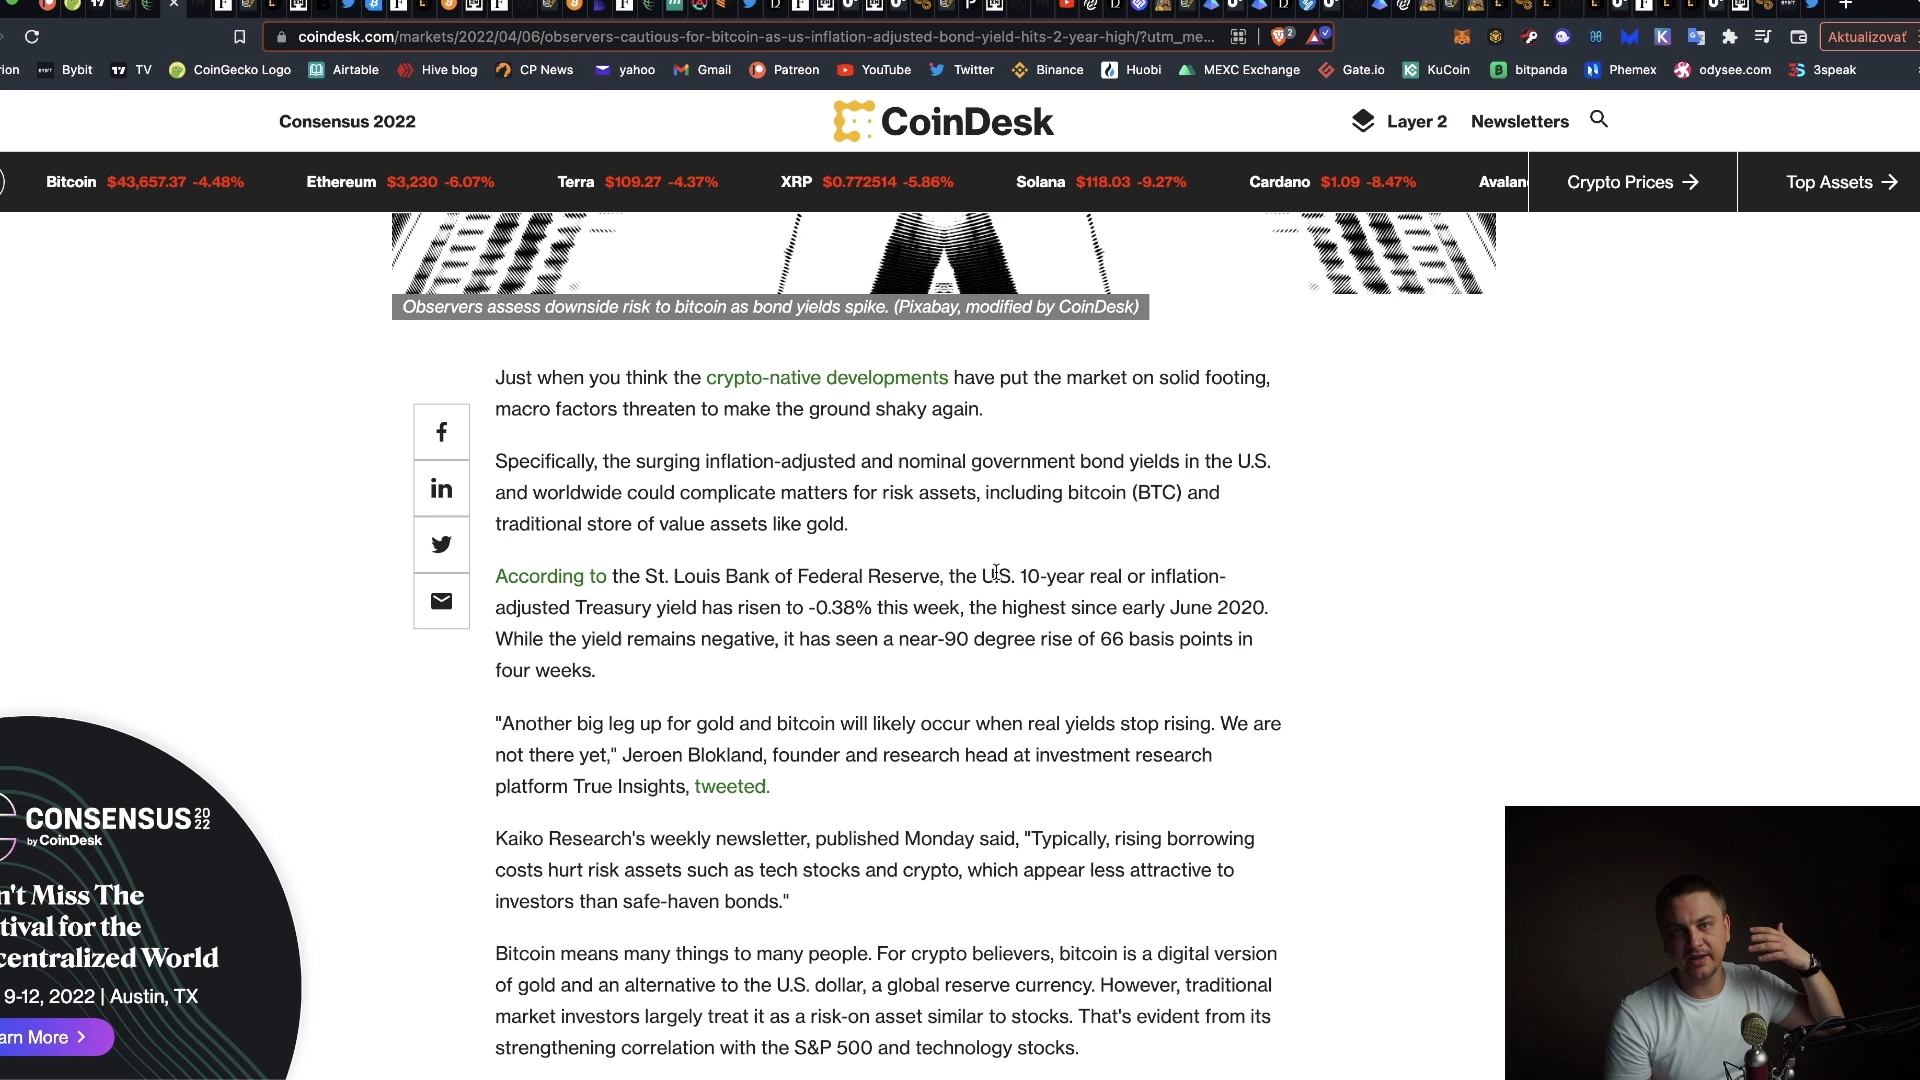 coindesk.com/markets/2022/04/06/observers-cautious-for-bitcoin-as-us-inflation-adjusted-bond-yield-hits-2-year-high/?utm_me...
2
Aktualizovať
rion Bybit TV CoinGecko Logo Airtable Hive blog CP News yahoo Gmail Patreon YouTube Twitter Binance Huobi MEXC Exchange Gate.io KuCoin bitpanda Phemex odysee.com 3speak
Consensus 2022
CoinDesk
Layer 2 Newsletters
Bitcoin $43,657.37 -4.48% Ethereum $3,230 -6.07% Terra $109.27 -4.37% XRP $0.772514 -5.86% Solana $118.03 -9.27% Cardano $1.09 -8.47% Avalan Crypto Prices Top Assets
Observers assess downside risk to bitcoin as bond yields spike. (Pixabay, modified by CoinDesk)
Just when you think the crypto-native developments have put the market on solid footing,
macro factors threaten to make the ground shaky again.
Specifically, the surging inflation-adjusted and nominal government bond yields in the U.S.
and worldwide could complicate matters for risk assets, including bitcoin (BTC) and
traditional store of value assets like gold.
According to the St. Louis Bank of Federal Reserve, the U.S. 10-year real or inflation-
adjusted Treasury yield has risen to -0.38% this week, the highest since early June 2020.
While the yield remains negative, it has seen a near-90 degree rise of 66 basis points in
four weeks.
"Another big leg up for gold and bitcoin will likely occur when real yields stop rising. We are
not there yet," Jeroen Blokland, founder and research head at investment research
platform True Insights, tweeted.
Kaiko Research's weekly newsletter, published Monday said, "Typically, rising borrowing
costs hurt risk assets such as tech stocks and crypto, which appear less attractive to
investors than safe-haven bonds."
Bitcoin means many things to many people. For crypto believers, bitcoin is a digital version
of gold and an alternative to the U.S. dollar, a global reserve currency. However, traditional
market investors largely treat it as a risk-on asset similar to stocks. That's evident from its
strengthening correlation with the S&P 500 and technology stocks.
CONSENSUS 20
22
by CoinDesk
n't Miss The
tival for the
centralized World
9-12, 2022 | Austin, TX
arn More